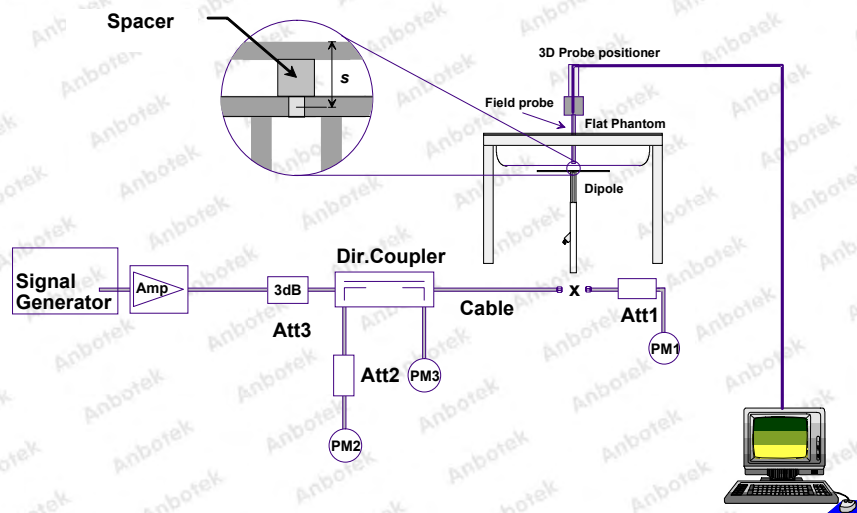 Spacer
s
3D Probe positioner
Field probe
Flat Phantom
Dipole
Signal
Generator
Amp
3dB
Att3
Dir.Coupler
Cable
x
Att1
PM1
Att2
PM3
PM2
Anbotek